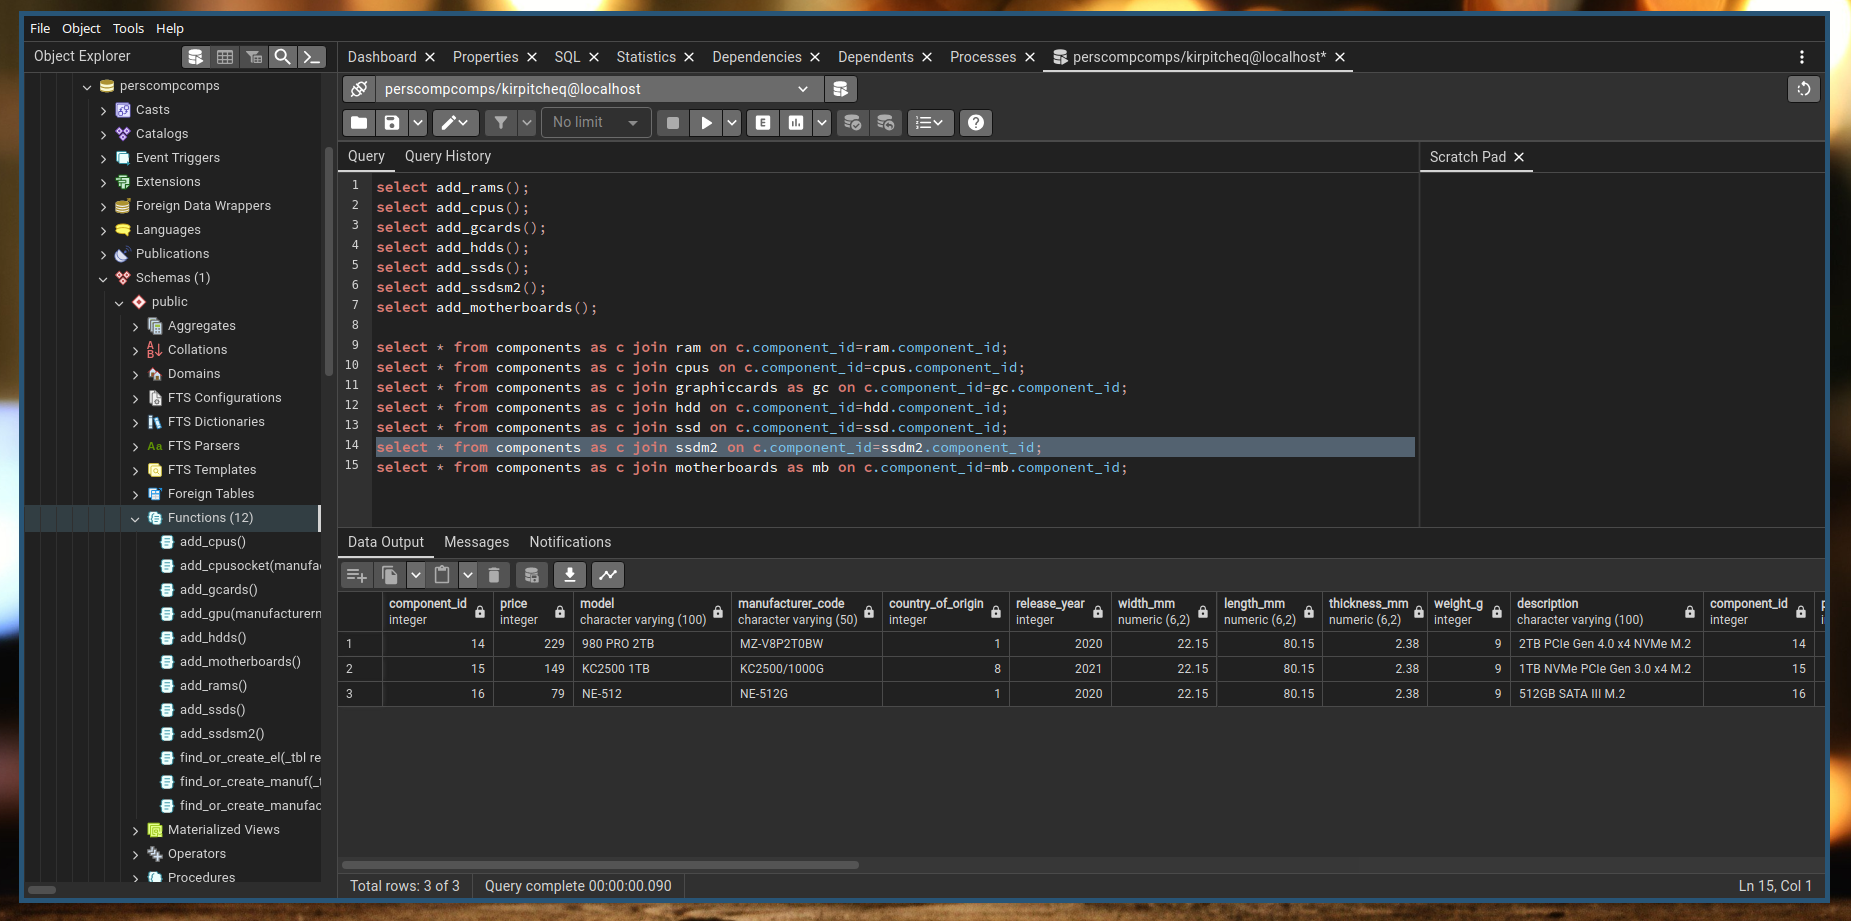 File Object Tools Help
Object Explorer
perscompcomps
Casts
Catalogs
Event Triggers
Extensions
Foreign Data Wrappers
Languages
Publications
Schemas (1)
public
Aggregates
Collations
Domains
FTS Configurations
FTS Dictionaries
Aa FTS Parsers
FTS Templates
Foreign Tables
Functions (12)
add_cpus()
add_cpusocket(manufa
add_gcards()
add_gpu(manufacturern
add_hdds()
add_motherboards()
add_rams()
add_ssds()
add_ssdsm2()
find_or_create_el(_tbl re
find_or_create_manuf(_t
find_or_create_manufac
Materialized Views
Operators
Procedures
Dashboard Properties SQL Statistics Dependencies Dependents Processes perscompcomps/kirpitcheq@localhost*
perscompcomps/kirpitcheq@localhost
No limit E
Query Query History
Scratch Pad
1 select add_rams();
2 select add_cpus();
3 select add_gcards();
4 select add_hdds();
5 select add_ssds();
6 select add_ssdsm2();
7 select add_motherboards();
8
9 select * from components as c join ram on c.component_id=ram.component_id;
10 select * from components as c join cpus on c.component_id=cpus.component_id;
11 select * from components as c join graphiccards as gc on c.component_id=gc.component_id;
12 select * from components as c join hdd on c.component_id=hdd.component_id;
13 select * from components as c join ssd on c.component_id=ssd.component_id;
14 select * from components as c join ssdm2 on c.component_id=ssdm2.component_id;
15 select * from components as c join motherboards as mb on c.component_id=mb.component_id;
Data Output Messages Notifications
component_id price model manufacturer_code country_of_origin release_year width_mm length_mm thickness_mm weight_g description component_id
integer integer character varying (100) character varying (50) integer integer numeric (6,2) numeric (6,2) numeric (6,2) integer character varying (100) integer
1 14 229 980 PRO 2TB MZ-V8P2T0BW 1 2020 22.15 80.15 2.38 9 2TB PCIe Gen 4.0 x4 NVMe M.2 14
2 15 149 KC2500 1TB KC2500/1000G 8 2021 22.15 80.15 2.38 9 1TB NVMe PCIe Gen 3.0 x4 M.2 15
3 16 79 NE-512 NE-512G 1 2020 22.15 80.15 2.38 9 512GB SATA III M.2 16
Total rows: 3 of 3 Query complete 00:00:00.090 Ln 15, Col 1